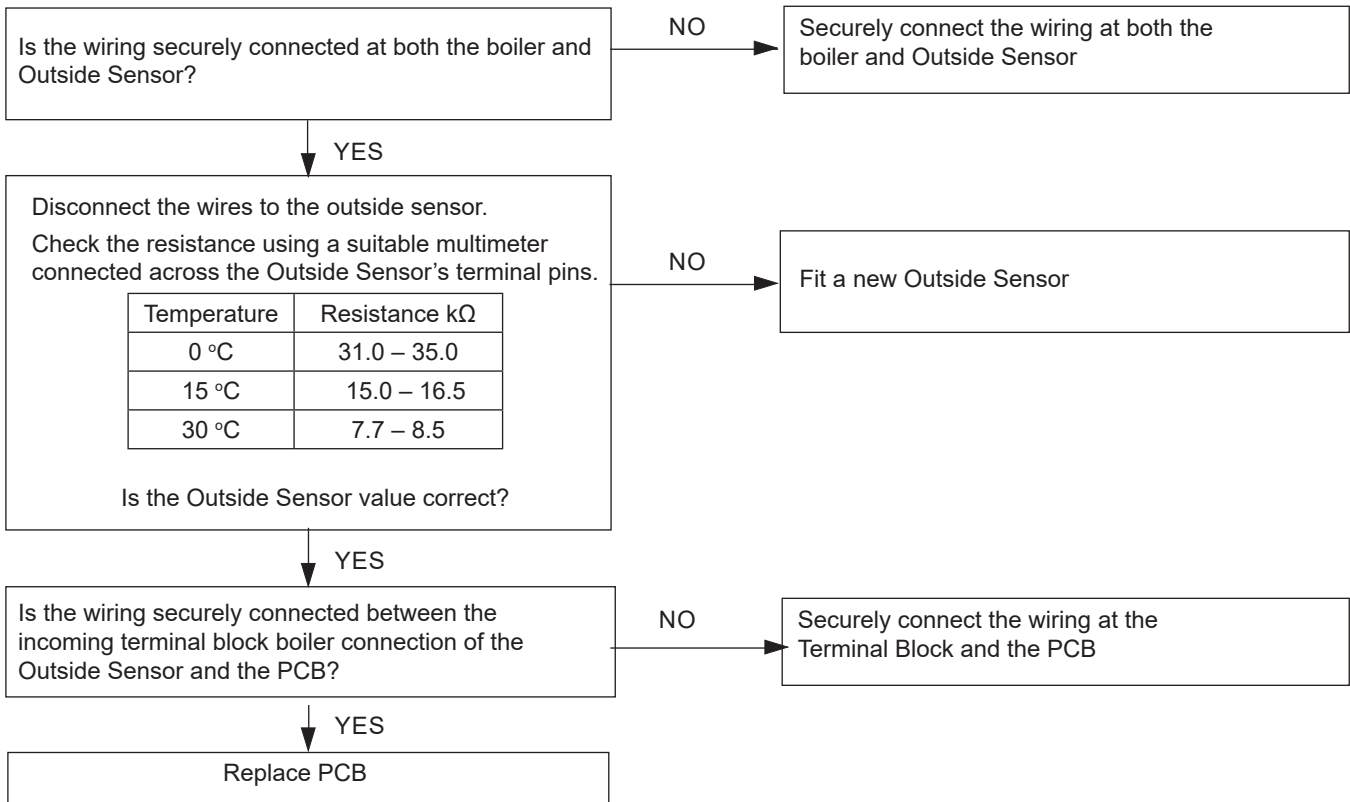 Is the wiring securely connected at both the boiler and
Outside Sensor?
NO
Securely connect the wiring at both the
boiler and Outside Sensor
YES
Disconnect the wires to the outside sensor.
Check the resistance using a suitable multimeter
connected across the Outside Sensor’s terminal pins.
Temperature Resistance kΩ
0 °C 31.0 – 35.0
15 °C 15.0 – 16.5
30 °C 7.7 – 8.5
Is the Outside Sensor value correct?
NO
Fit a new Outside Sensor
YES
Is the wiring securely connected between the
incoming terminal block boiler connection of the
Outside Sensor and the PCB?
NO
Securely connect the wiring at the
Terminal Block and the PCB
YES
Replace PCB